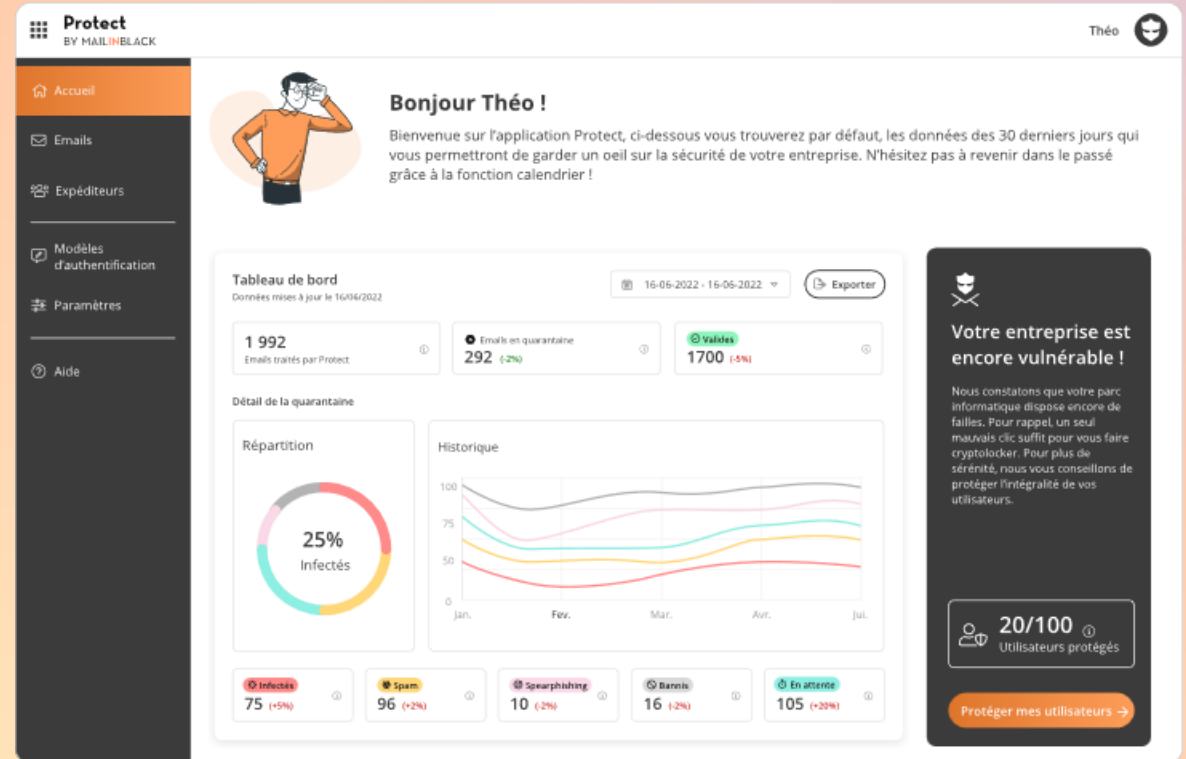 Protect
BY MAILINBLACK
Théo
Accueil
Emails
Expéditeurs
Modèles
d'authentification
Paramètres
Aide
Bonjour Théo !
Bienvenue sur l'application Protect, ci-dessous vous trouverez par défaut, les données des 30 derniers jours qui
vous permettront de garder un oeil sur la sécurité de votre entreprise. N'hésitez pas à revenir dans le passé
grâce à la fonction calendrier !
Tableau de bord
Données mises à jour le 16/06/2022
16-06-2022 - 16-06-2022
Exporter
1 992
Emails traités par Protect
Emails en quarantaine
292 (-2%)
Valides
1700 (-5%)
Détail de la quarantaine
Répartition
25%
Infectés
Historique
100
75
50
0
Jan.
Fev.
Mar.
Avr.
Jui.
Infectés
75 (+5%)
Spam
96 (+2%)
Spearphishing
10 (-2%)
Bannis
16 (-2%)
En attente
105 (+20%)
Votre entreprise est
encore vulnérable !
Nous constatons que votre parc
informatique dispose encore de
failles. Pour rappel, un seul
mauvais clic suffit pour vous faire
cryptolocker. Pour plus de
sérénité, nous vous conseillons de
protéger l'intégralité de vos
utilisateurs.
20/100
Utilisateurs protégés
Protéger mes utilisateurs →